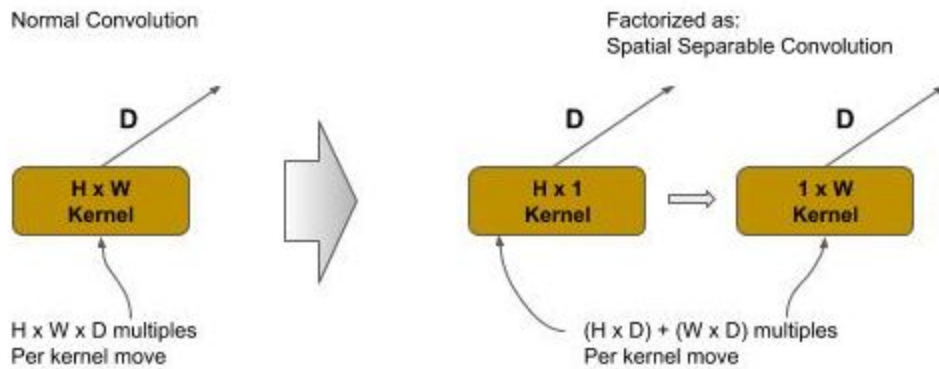 Normal Convolution
Factorized as:
Spatial Separable Convolution
D
D
D
H x W
Kernel
H x 1
Kernel
1 x W
Kernel
H x W x D multiples
Per kernel move
(H x D) + (W x D) multiples
Per kernel move